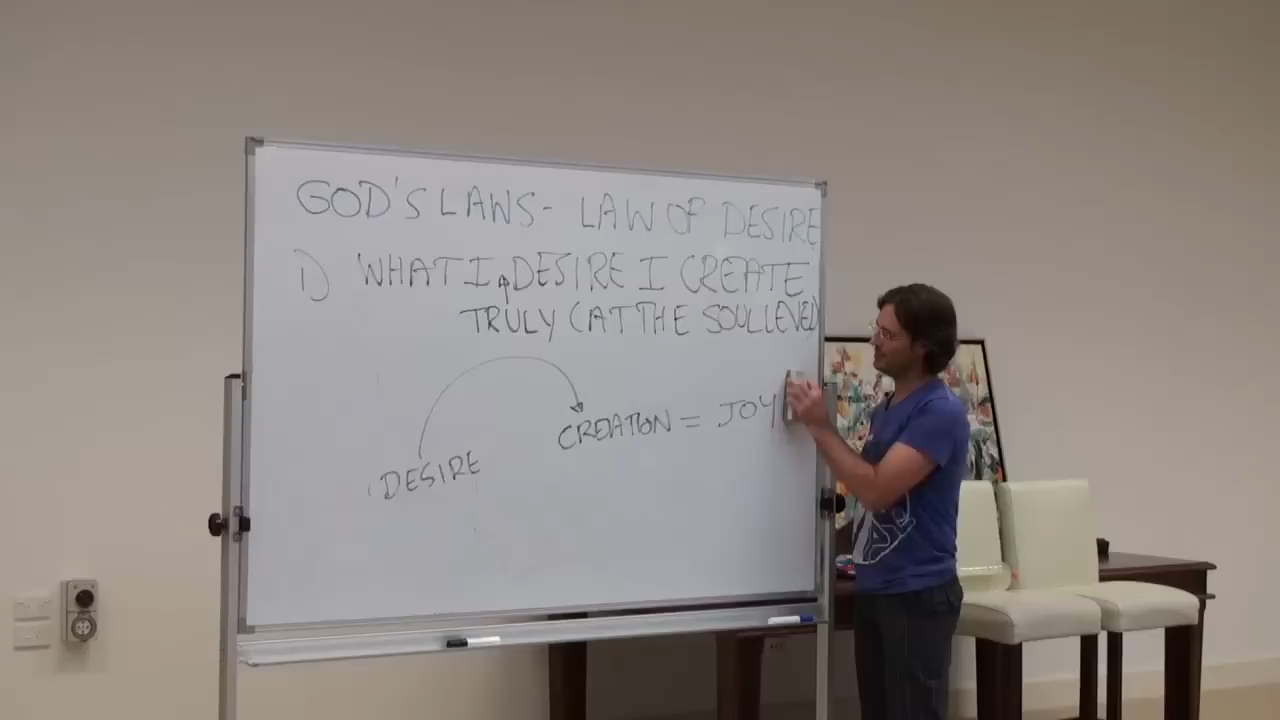 GOD'S LAWS - LAW OF DESIRE
1) WHAT I DESIRE I CREATE
TRULY (AT THE SOUL LEVEL)
CREATION = JOY
DESIRE